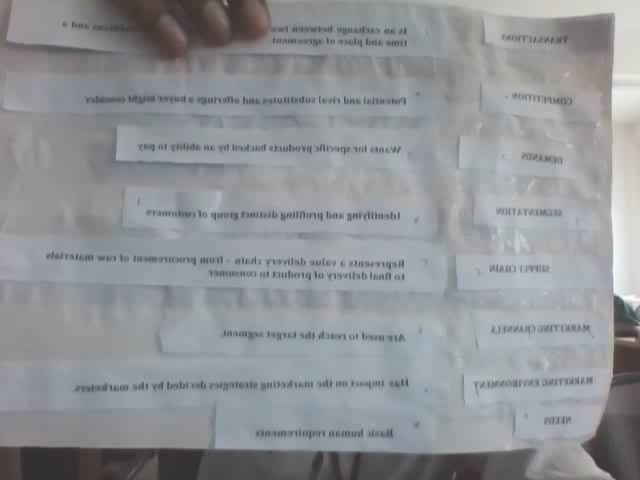 TRANSACTIONS
Is an exchange between two
time and place of agreement
COMPETITION -
Potential and rival substitutes and offerings a buyer might consider
DEMANDS
Wants for specific products backed by an ability to pay
SEGMENTATION
Identifying and profiling distinct group of customers
SUPPLY CHAIN
Represents a value delivery chain – from procurement of raw materials
to final delivery of product to consumer
MARKETING CHANNELS
Are used to reach the target segment.
MARKETING ENVIRONMENT
Has impact on the marketing strategies decided by the marketers.
NEEDS
Basic human requirements